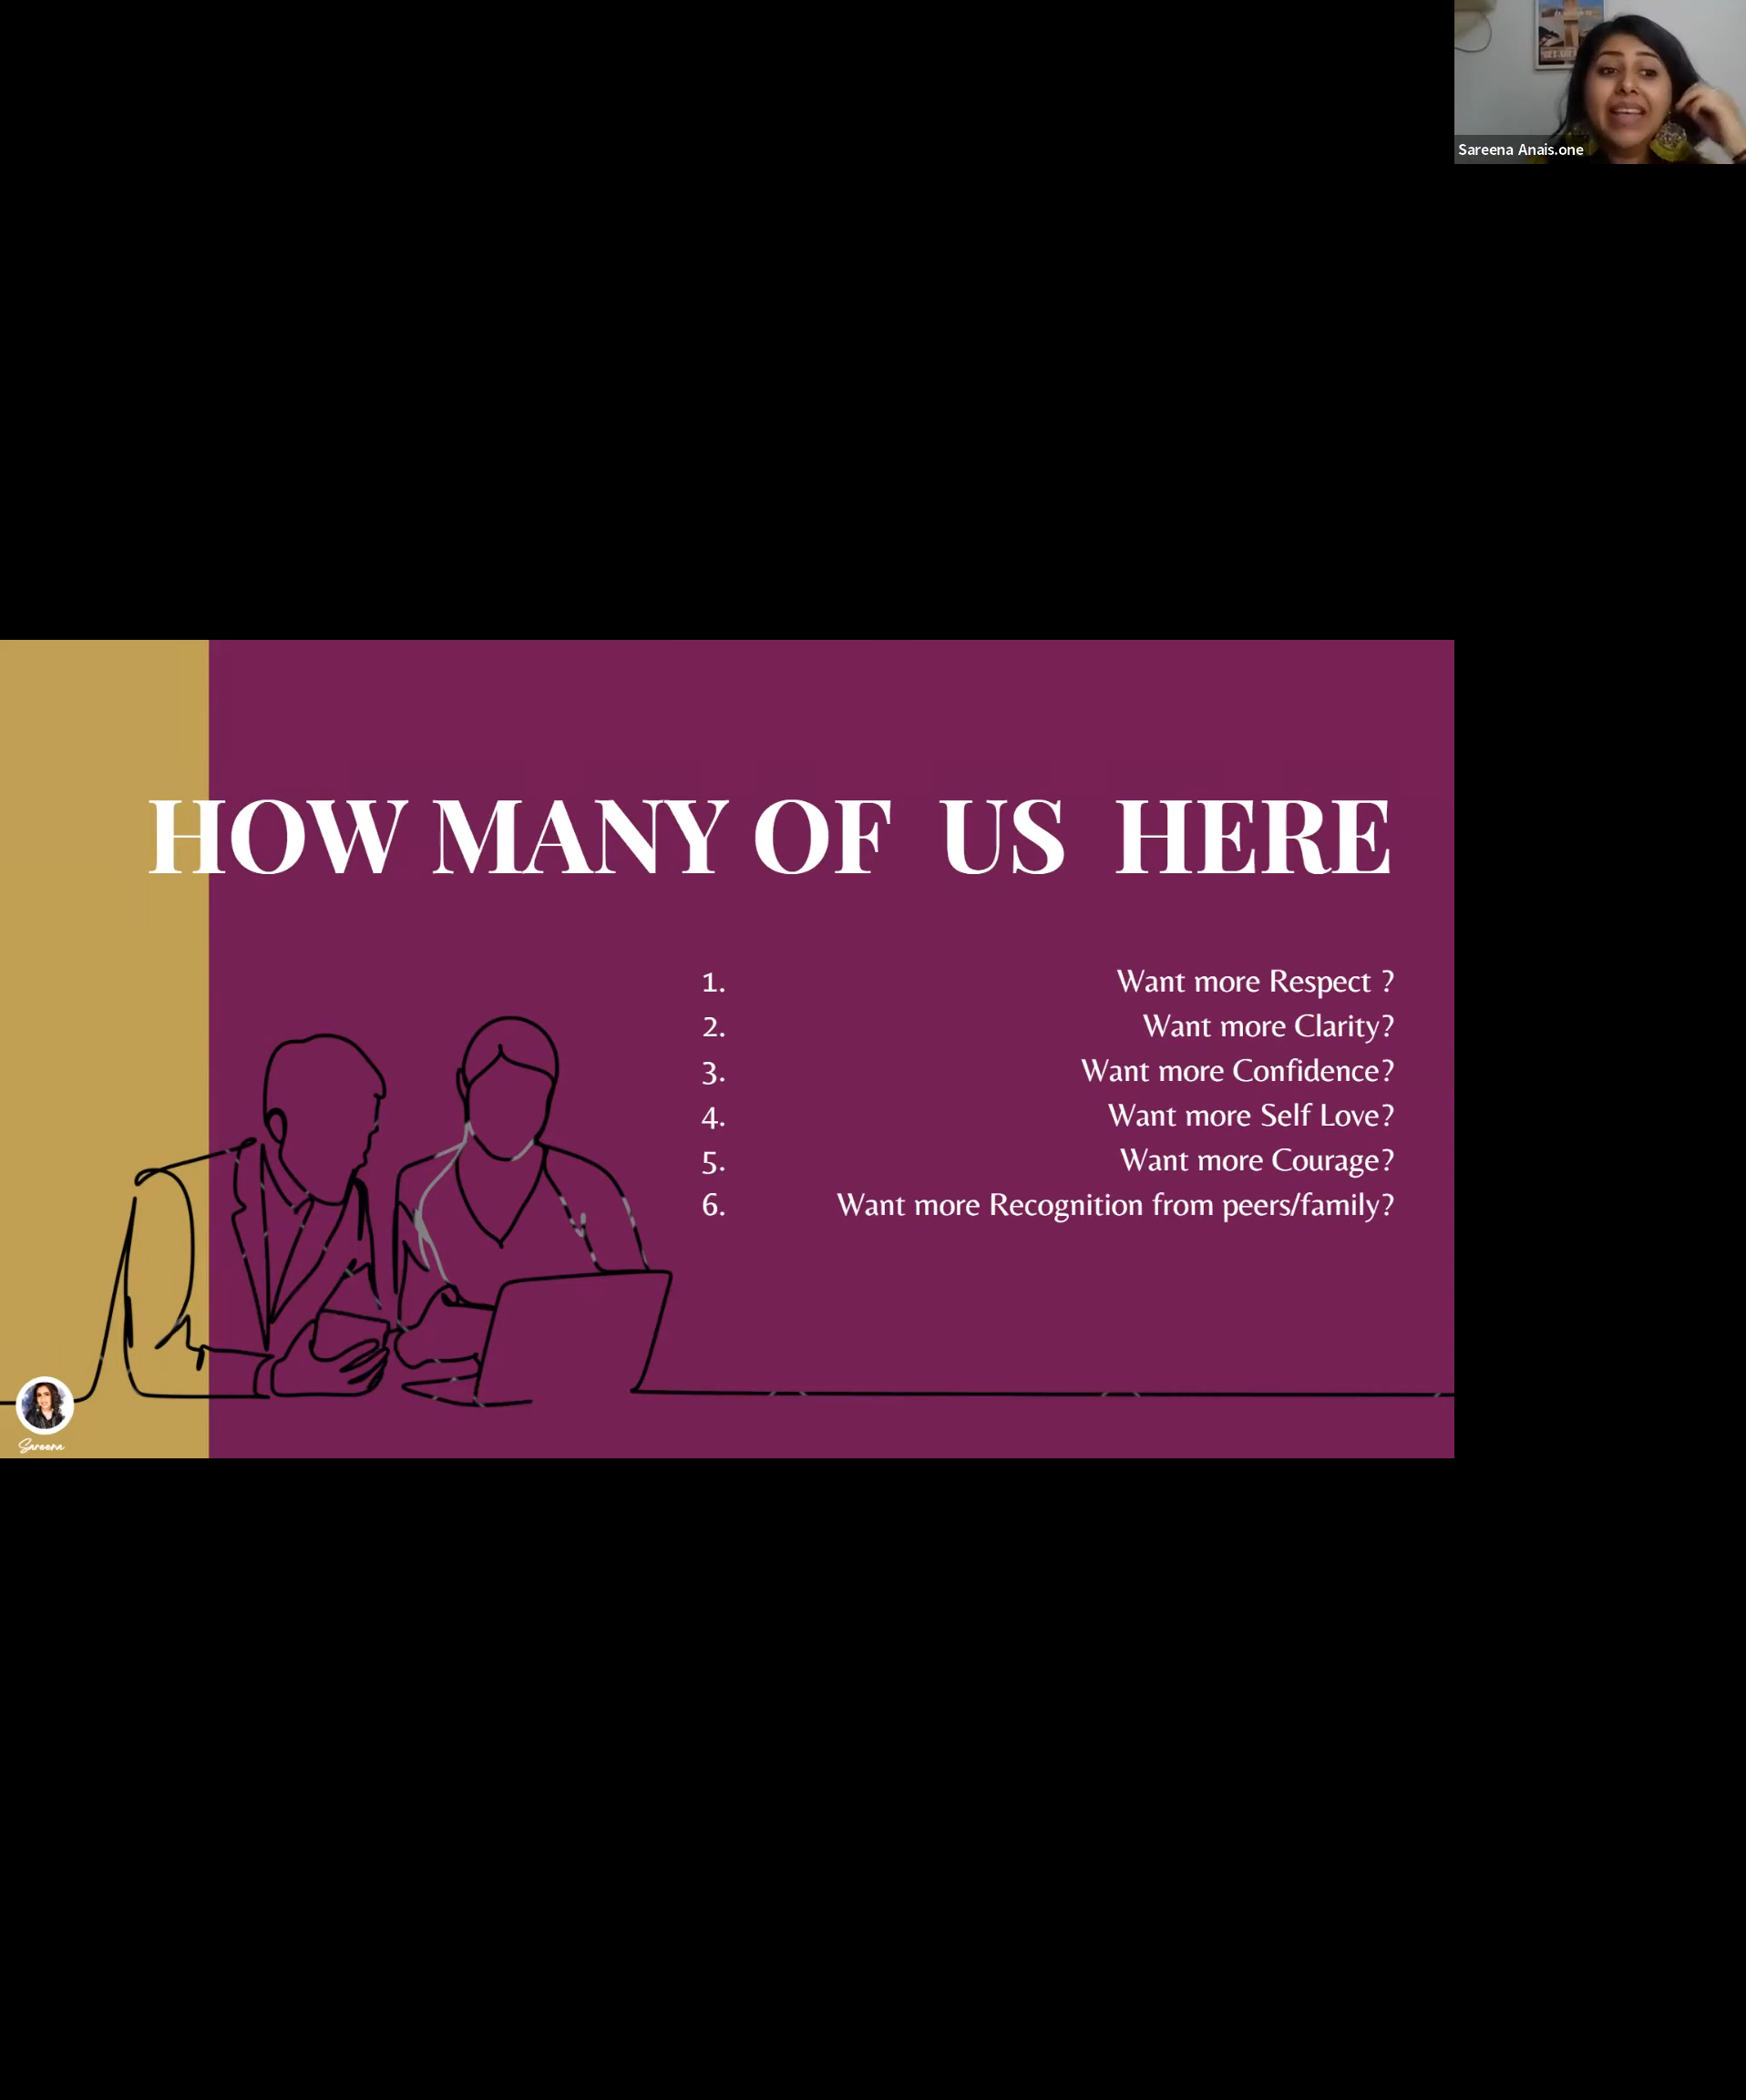 Sareena Anais.one
HOW MANY OF US HERE
1. Want more Respect ?
2. Want more Clarity?
3. Want more Confidence?
4. Want more Self Love?
5. Want more Courage?
6. Want more Recognition from peers/family?
Sareena